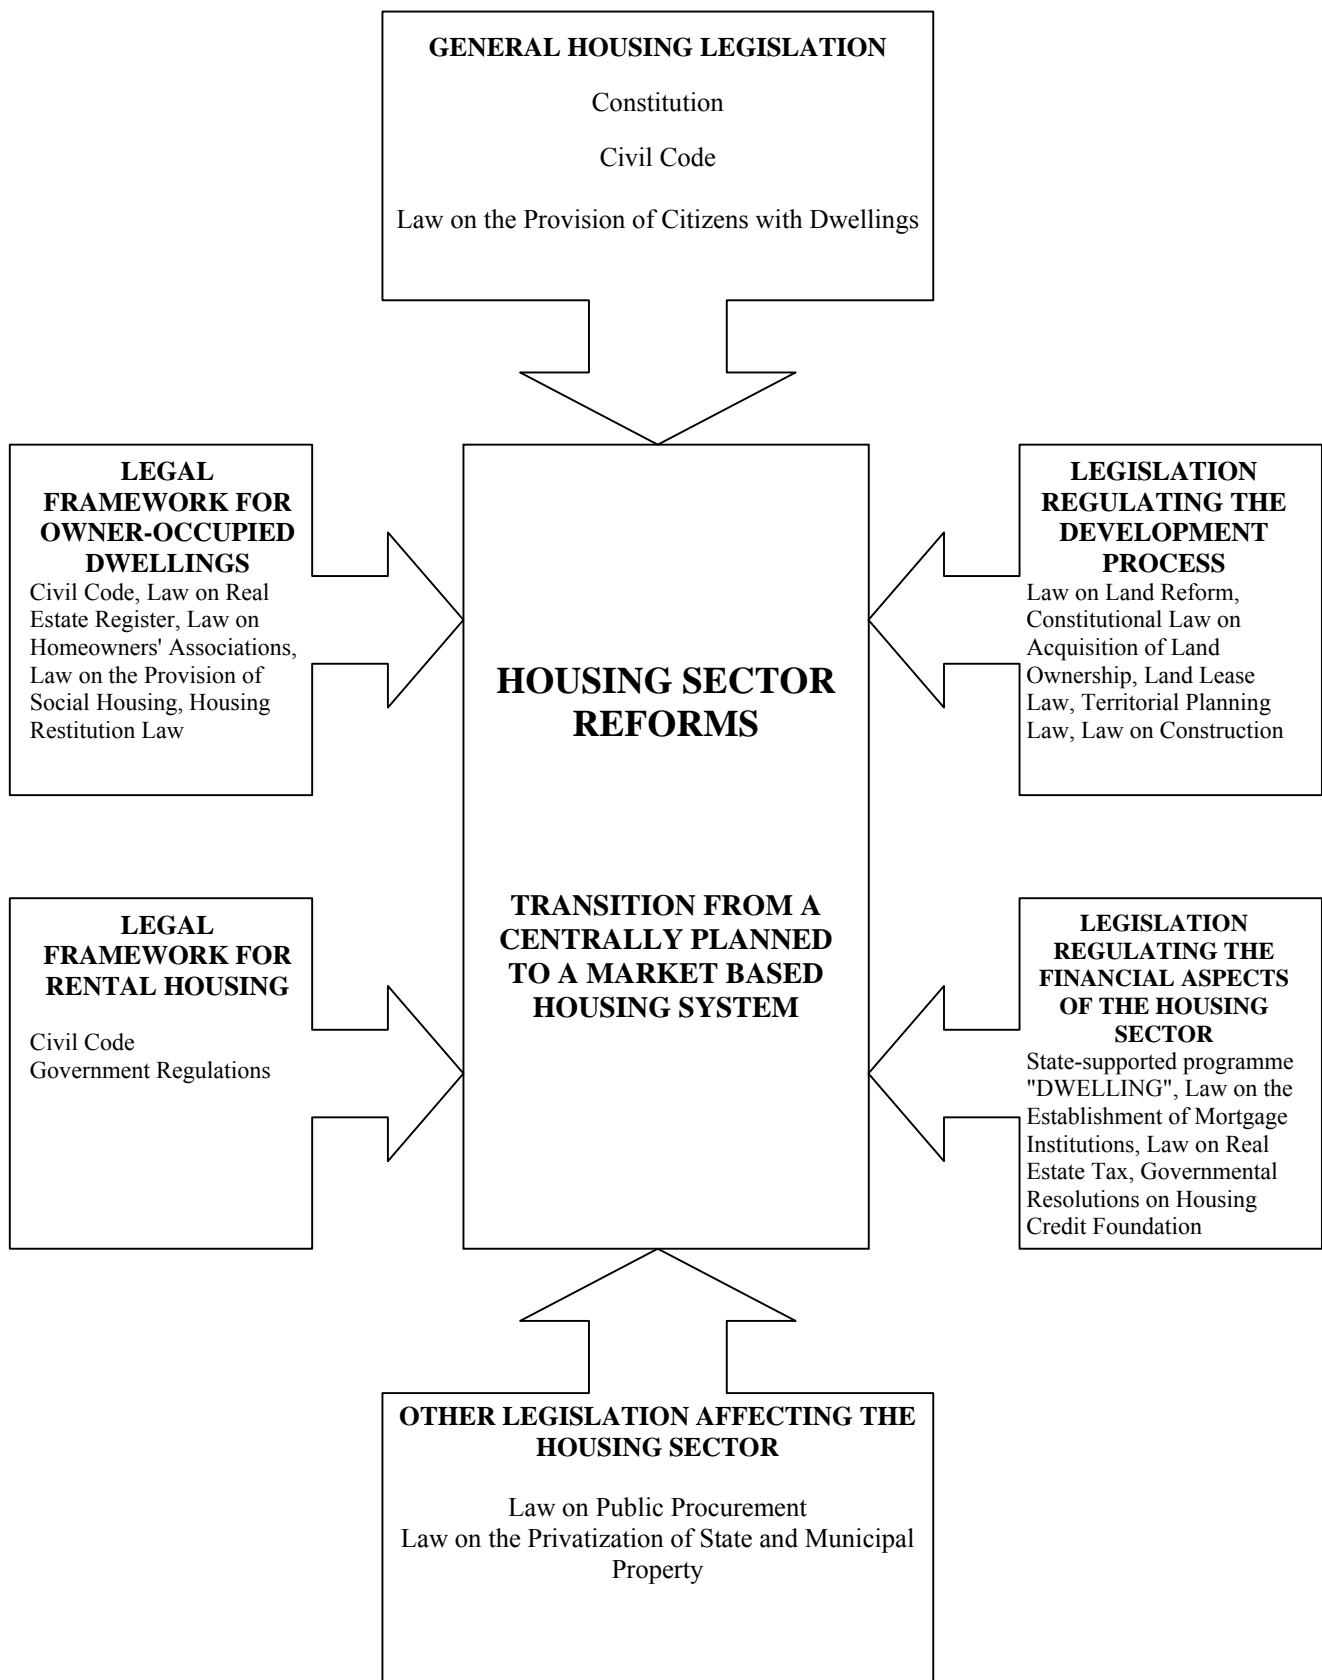 GENERAL HOUSING LEGISLATION
Constitution
Civil Code
Law on the Provision of Citizens with Dwellings
LEGAL
FRAMEWORK FOR
OWNER-OCCUPIED
DWELLINGS
Civil Code, Law on Real
Estate Register, Law on
Homeowners' Associations,
Law on the Provision of
Social Housing, Housing
Restitution Law
LEGISLATION
REGULATING THE
DEVELOPMENT
PROCESS
Law on Land Reform,
Constitutional Law on
Acquisition of Land
Ownership, Land Lease
Law, Territorial Planning
Law, Law on Construction
HOUSING SECTOR
REFORMS
TRANSITION FROM A
CENTRALLY PLANNED
TO A MARKET BASED
HOUSING SYSTEM
LEGAL
FRAMEWORK FOR
RENTAL HOUSING
Civil Code
Government Regulations
LEGISLATION
REGULATING THE
FINANCIAL ASPECTS
OF THE HOUSING
SECTOR
State-supported programme
"DWELLING", Law on the
Establishment of Mortgage
Institutions, Law on Real
Estate Tax, Governmental
Resolutions on Housing
Credit Foundation
OTHER LEGISLATION AFFECTING THE
HOUSING SECTOR
Law on Public Procurement
Law on the Privatization of State and Municipal
Property